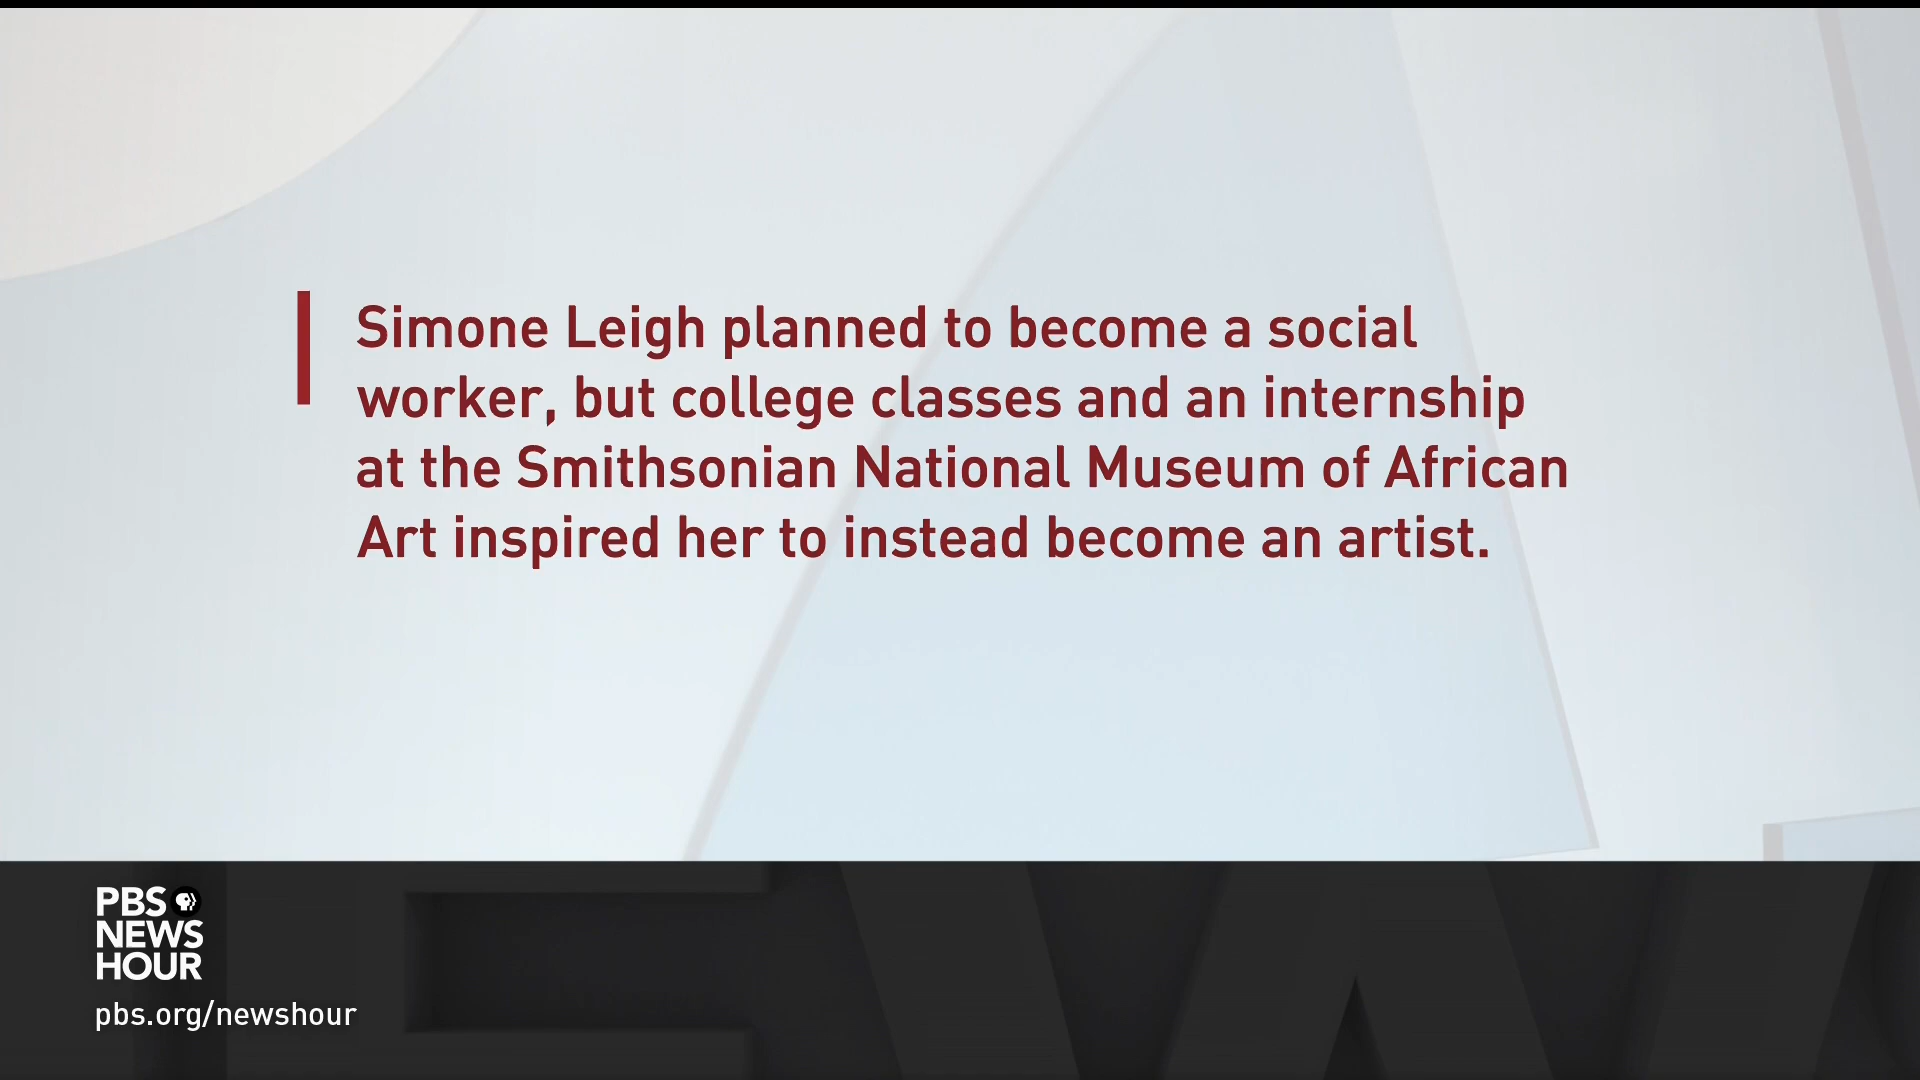 Simone Leigh planned to become a social
worker, but college classes and an internship
at the Smithsonian National Museum of African
Art inspired her to instead become an artist.
PBS
NEWS
HOUR
pbs.org/newshour